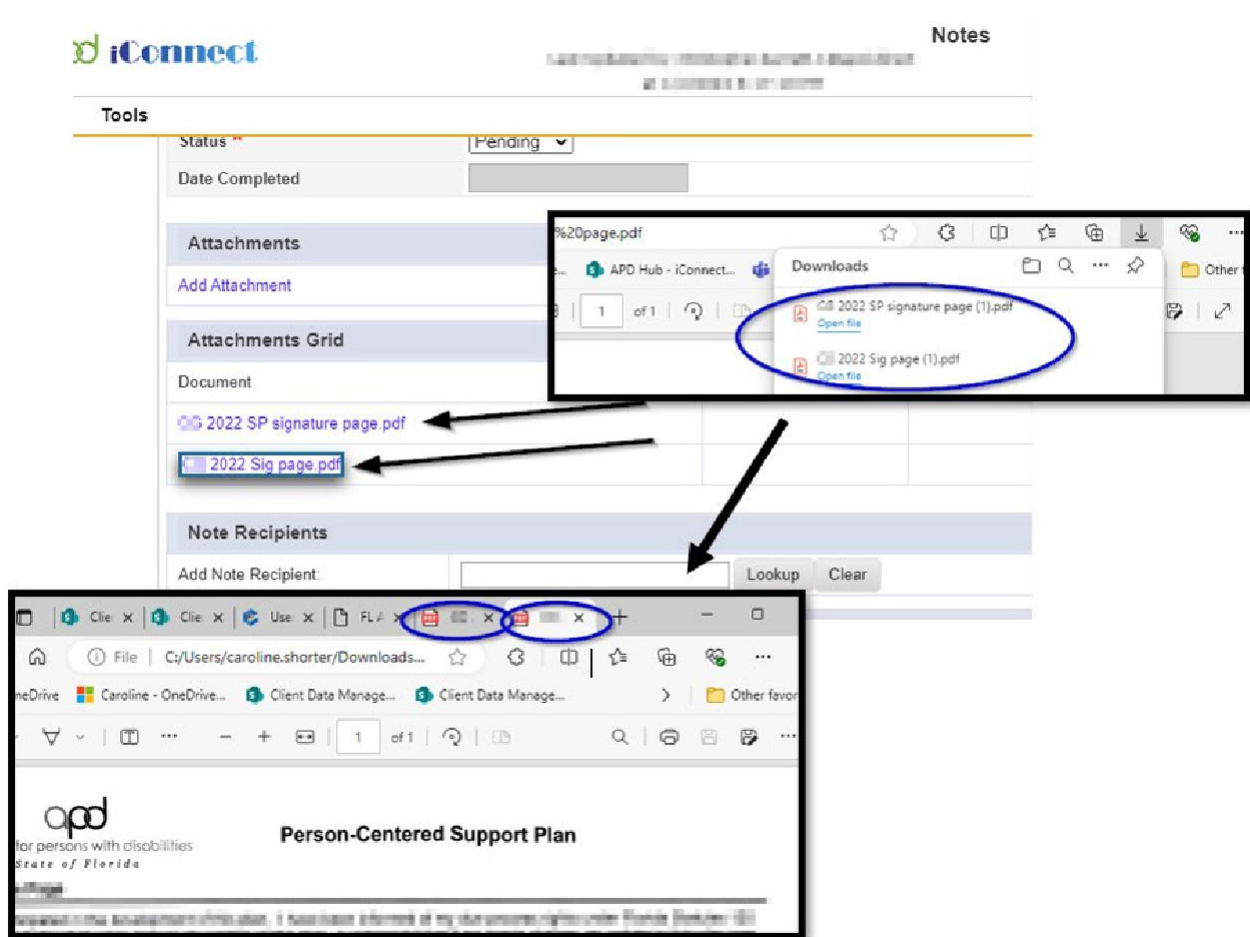 Notes
iConnect
Tools
Status *
Pending
Date Completed
Attachments
Add Attachment
Attachments Grid
Document
2022 SP signature page.pdf
2022 Sig page.pdf
Note Recipients
Add Note Recipient:
Lookup Clear
%20page.pdf
APD Hub - iConnect...
Downloads
Other
1 of 1
2022 SP signature page (1).pdf
Open file
2022 Sig page (1).pdf
Open file
Clie Clie Use FL A
File C:/Users/caroline.shorter/Downloads...
neDrive Caroline - OneDrive... Client Data Manage... Client Data Manage... Other favor
1 of 1
apd
for persons with disabilities
State of Florida
Person-Centered Support Plan